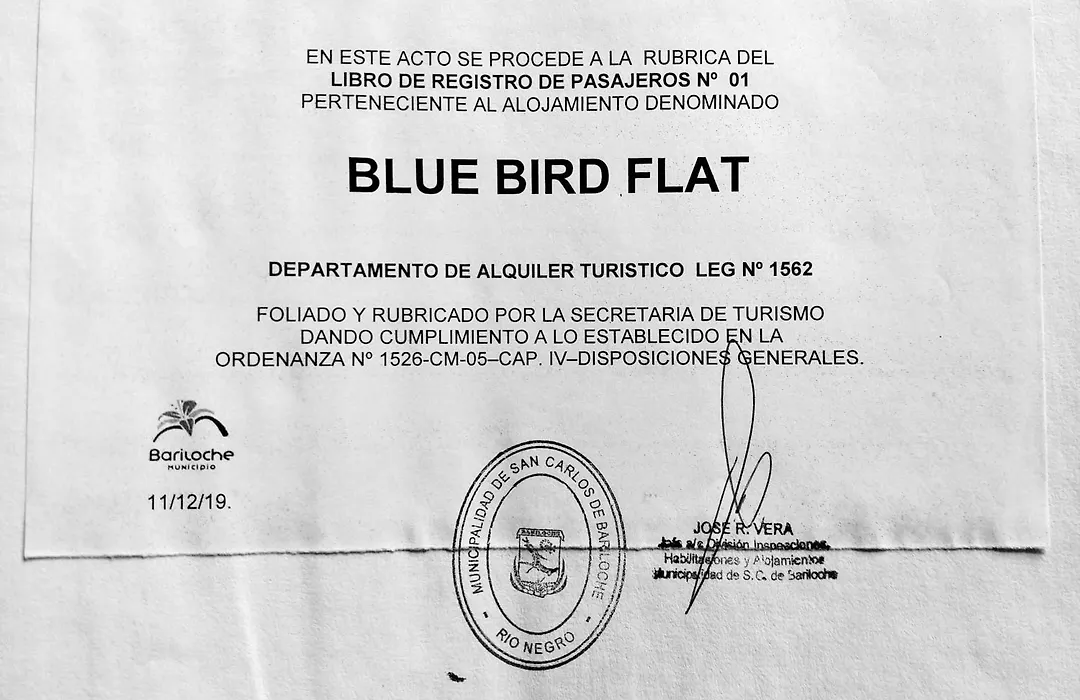 EN ESTE ACTO SE PROCEDE A LA RUBRICA DEL
LIBRO DE REGISTRO DE PASAJEROS Nº 01
PERTENECIENTE AL ALOJAMIENTO DENOMINADO
BLUE BIRD FLAT
DEPARTAMENTO DE ALQUILER TURISTICO LEG Nº 1562
FOLIADO Y RUBRICADO POR LA SECRETARIA DE TURISMO
DANDO CUMPLIMIENTO A LO ESTABLECIDO EN LA
ORDENANZA Nº 1526-CM-05–CAP. IV–DISPOSICIONES GENERALES.
Bariloche
MUNICIPIO
11/12/19.
MUNICIPALIDAD DE SAN CARLOS DE BARILOCHE
RIO NEGRO
JOSE R. VERA
Jefe a/c División Inspecciones,
Habilitaciones y Alojamientos
Municipalidad de S.C. de Bariloche